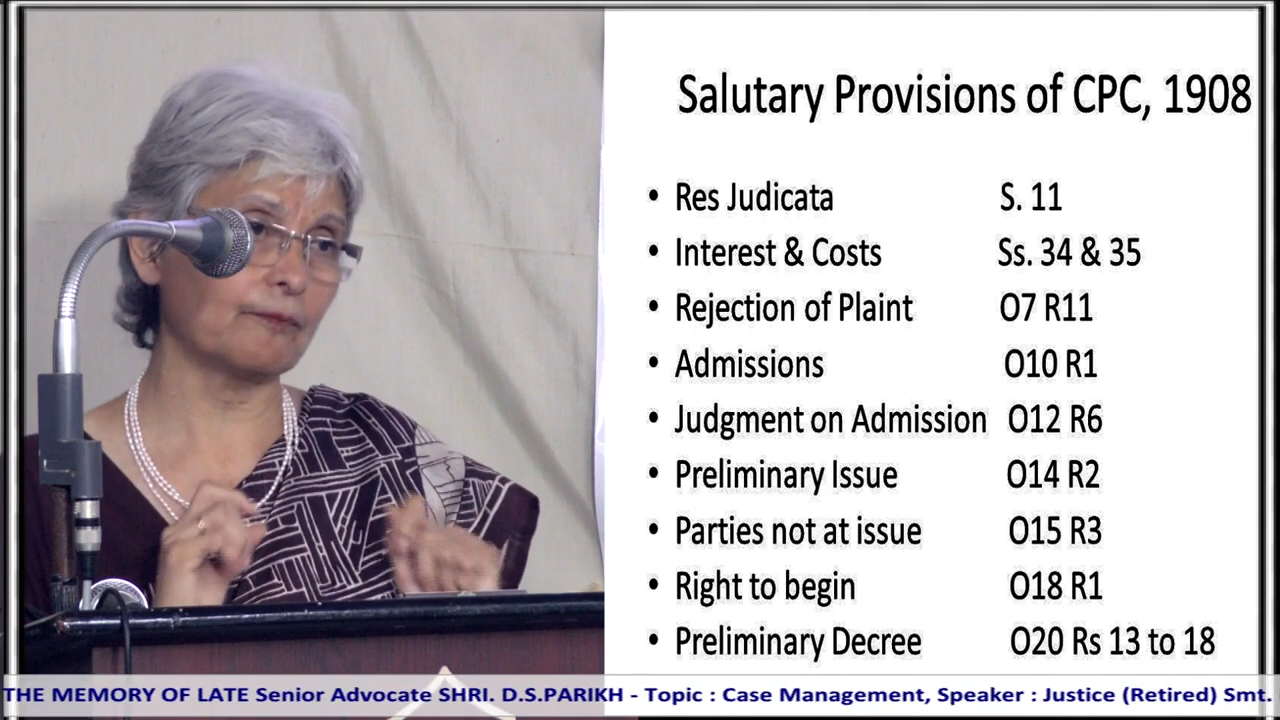 Salutary Provisions of CPC, 1908
• Res Judicata S. 11
• Interest & Costs Ss. 34 & 35
• Rejection of Plaint O7 R11
• Admissions O10 R1
• Judgment on Admission O12 R6
• Preliminary Issue O14 R2
• Parties not at issue O15 R3
• Right to begin O18 R1
• Preliminary Decree O20 Rs 13 to 18
THE MEMORY OF LATE Senior Advocate SHRI. D.S.PARIKH - Topic : Case Management, Speaker : Justice (Retired) Smt.